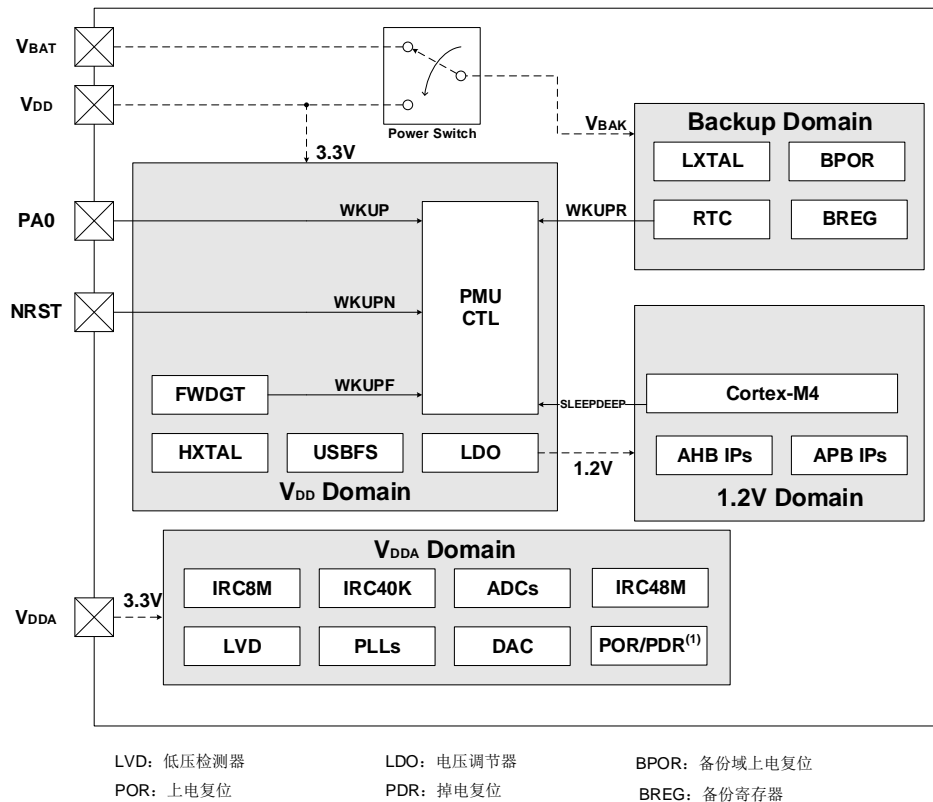 VBAT
VDD
Power Switch
VBAK
3.3V
Backup Domain
LXTAL
BPOR
RTC
BREG
PA0
WKUP
WKUPR
NRST
WKUPN
PMU
CTL
FWDGT
WKUPF
SLEEPDEEP
Cortex-M4
HXTAL
USBFS
LDO
1.2V
AHB IPs
APB IPs
VDD Domain
1.2V Domain
VDDA Domain
VDDA
3.3V
IRC8M
IRC40K
ADCs
IRC48M
LVD
PLLs
DAC
POR/PDR(1)
LVD：低压检测器
LDO：电压调节器
BPOR：备份域上电复位
POR：上电复位
PDR：掉电复位
BREG：备份寄存器